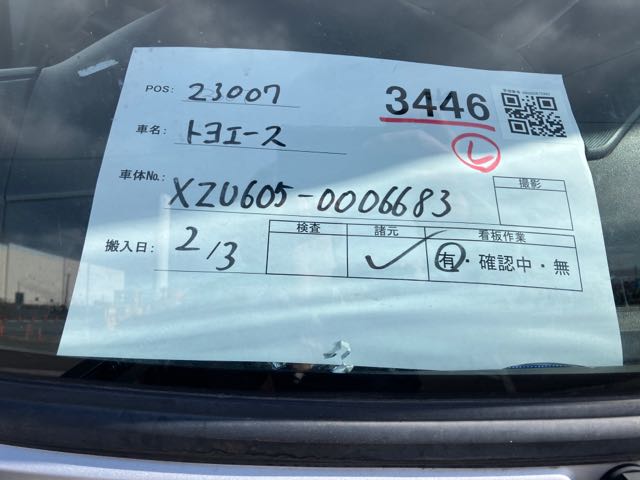 POS: 23007
3446
車名: トヨエース
レ
車体No.: XZU605-0006683
撮影
搬入日: 2/3
検査 諸元 看板作業
有・確認中・無